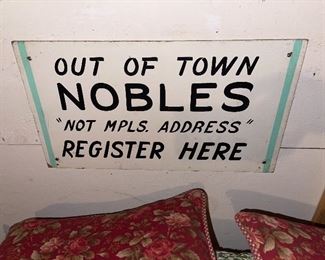 OUT OF TOWN
NOBLES
"NOT MPLS. ADDRESS"
REGISTER HERE